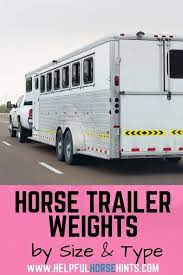 HORSE TRAILER
WEIGHTS
by Size & Type
WWW.HELPFULHORSEHINTS.COM